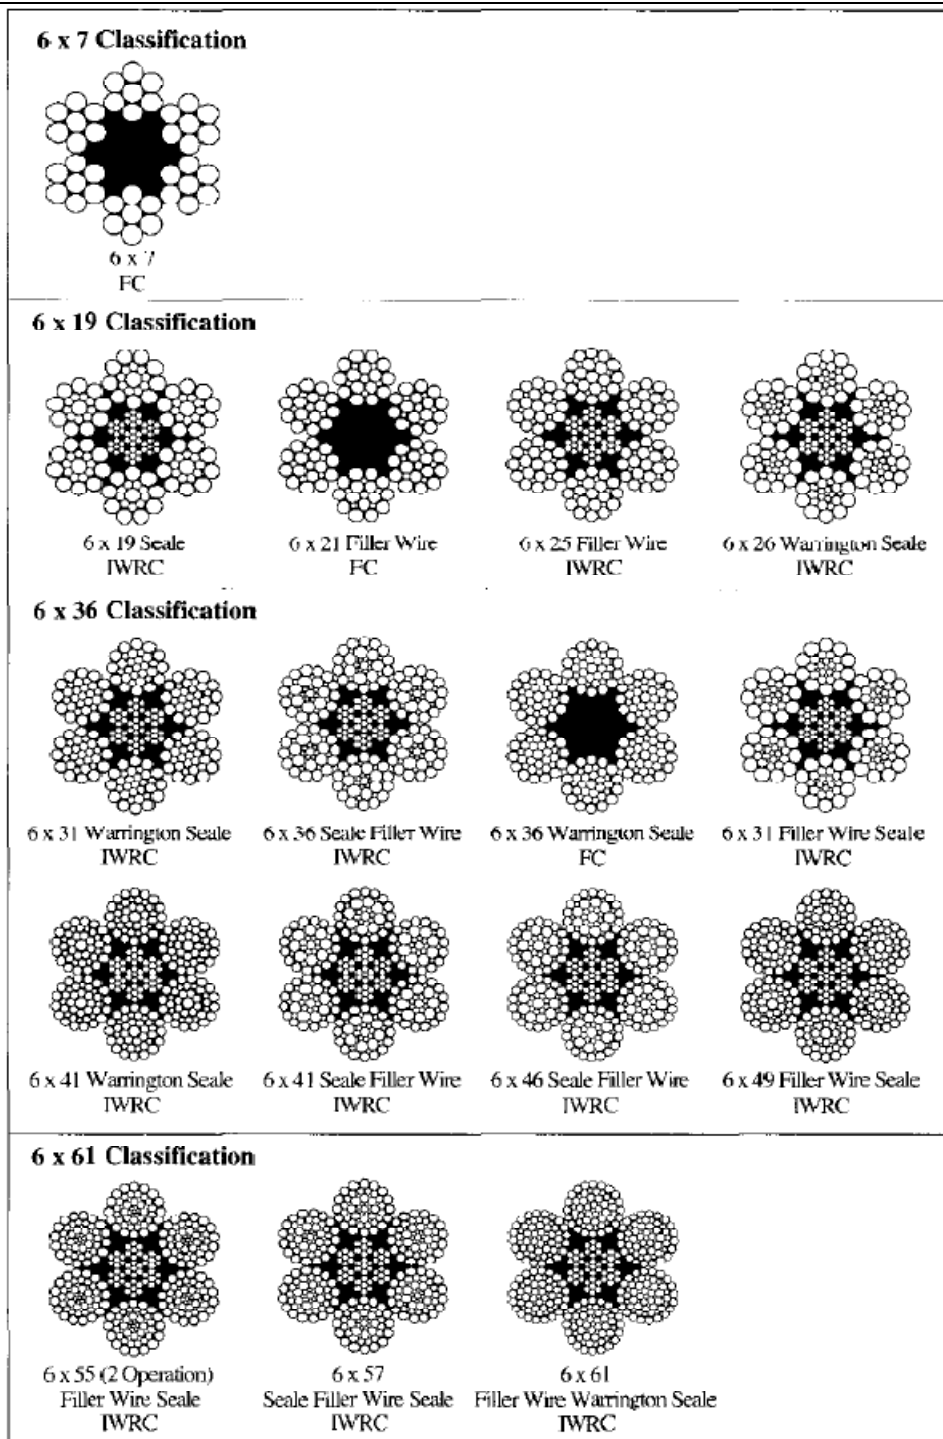 6 x 7 Classification
6 x 7
FC
6 x 19 Classification
6 x 19 Seale
IWRC
6 x 21 Filler Wire
FC
6 x 25 Filler Wire
IWRC
6 x 26 Warrington Seale
IWRC
6 x 36 Classification
6 x 31 Warrington Seale
IWRC
6 x 36 Seale Filler Wire
IWRC
6 x 36 Warrington Seale
FC
6 x 31 Filler Wire Seale
IWRC
6 x 41 Warrington Seale
IWRC
6 x 41 Seale Filler Wire
IWRC
6 x 46 Seale Filler Wire
IWRC
6 x 49 Filler Wire Seale
IWRC
6 x 61 Classification
6 x 55 (2 Operation)
Filler Wire Seale
IWRC
6 x 57
Seale Filler Wire Seale
IWRC
6 x 61
Filler Wire Warrington Seale
IWRC